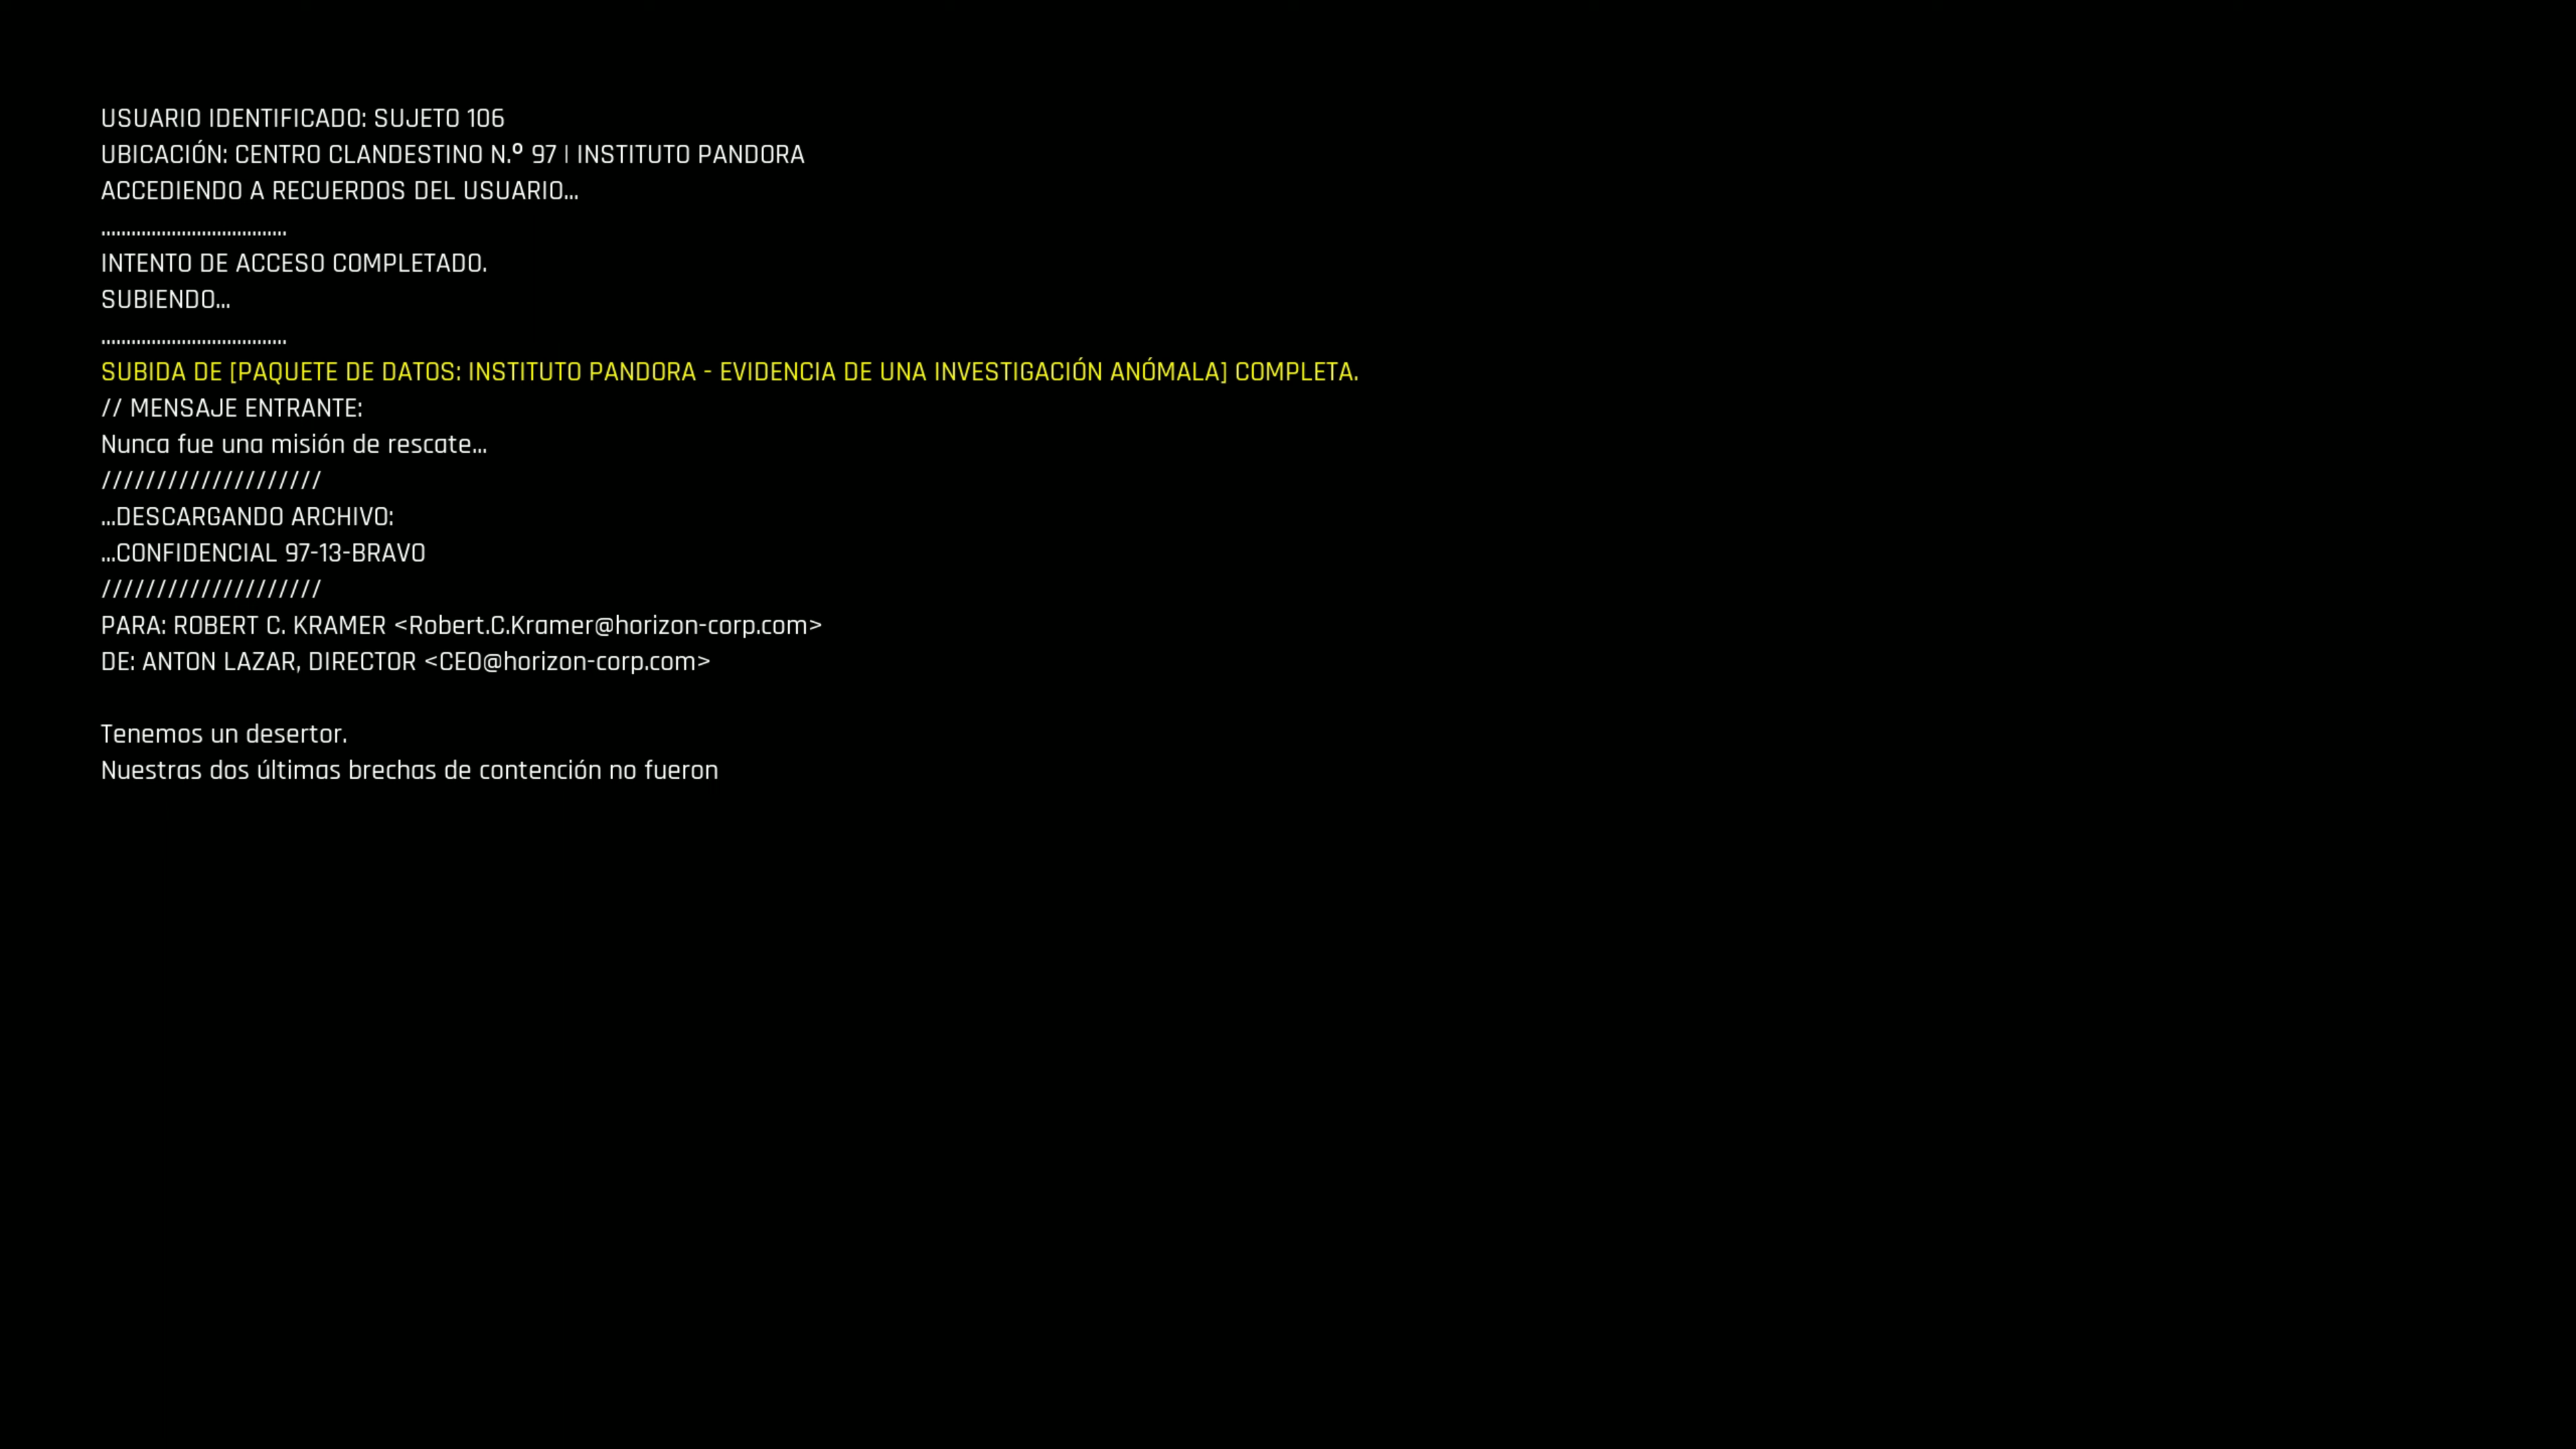 USUARIO IDENTIFICADO: SUJETO 106
UBICACIÓN: CENTRO CLANDESTINO N.º 97 | INSTITUTO PANDORA
ACCEDIENDO A RECUERDOS DEL USUARIO...
.....................................
INTENTO DE ACCESO COMPLETADO.
SUBIENDO...
.....................................
SUBIDA DE [PAQUETE DE DATOS: INSTITUTO PANDORA - EVIDENCIA DE UNA INVESTIGACIÓN ANÓMALA] COMPLETA.
// MENSAJE ENTRANTE:
Nunca fue una misión de rescate...
////////////////////
...DESCARGANDO ARCHIVO:
...CONFIDENCIAL 97-13-BRAVO
////////////////////
PARA: ROBERT C. KRAMER <Robert.C.Kramer@horizon-corp.com>
DE: ANTON LAZAR, DIRECTOR <CEO@horizon-corp.com>
Tenemos un desertor.
Nuestras dos últimas brechas de contención no fueron